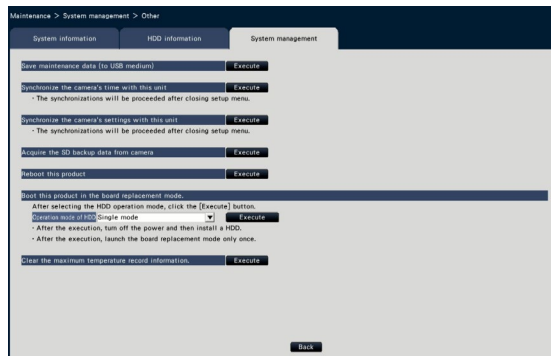 Maintenance > System management > Other
System information HDD information System management
Save maintenance data (to USB medium) Execute
Synchronize the camera's time with this unit Execute
・The synchronizations will be proceeded after closing setup menu.
Synchronize the camera's settings with this unit Execute
・The synchronizations will be proceeded after closing setup menu.
Acquire the SD backup data from camera Execute
Reboot this product Execute
Boot this product in the board replacement mode.
After selecting the HDD operation mode, click the [Execute] button.
Operation mode of HDD Single mode Execute
・After the execution, turn off the power and then install a HDD.
・After the execution, launch the board replacement mode only once.
Clear the maximum temperature record information. Execute
Back